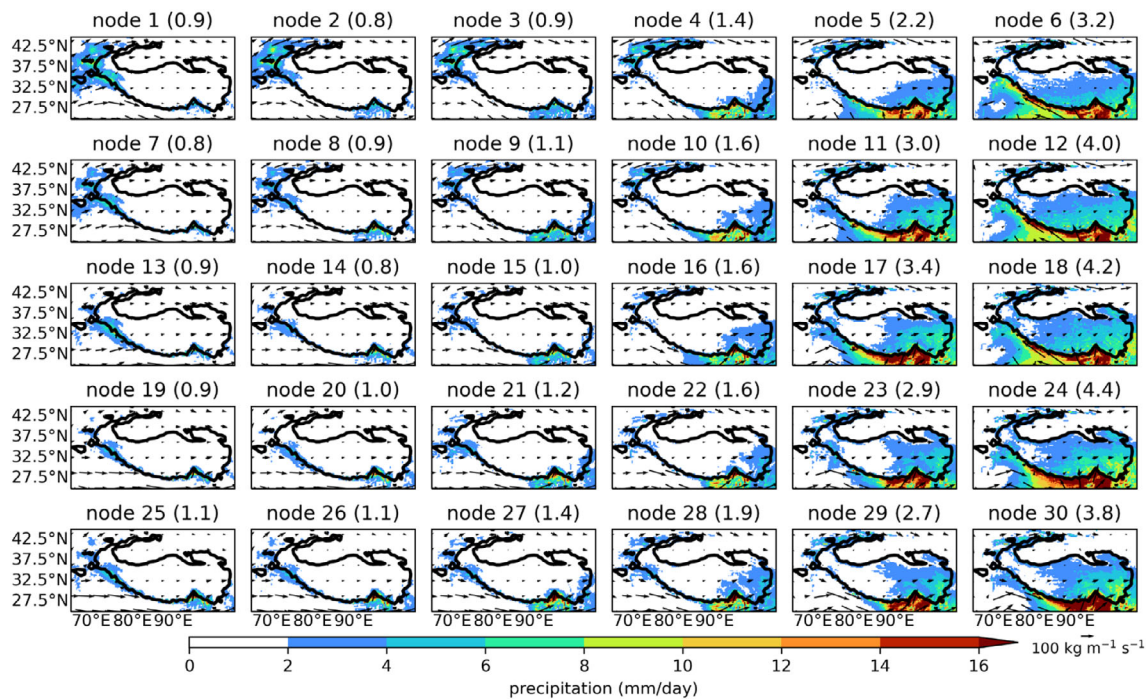 node 1 (0.9) node 2 (0.8) node 3 (0.9) node 4 (1.4) node 5 (2.2) node 6 (3.2)
42.5°N
37.5°N
32.5°N
27.5°N
node 7 (0.8) node 8 (0.9) node 9 (1.1) node 10 (1.6) node 11 (3.0) node 12 (4.0)
42.5°N
37.5°N
32.5°N
27.5°N
node 13 (0.9) node 14 (0.8) node 15 (1.0) node 16 (1.6) node 17 (3.4) node 18 (4.2)
42.5°N
37.5°N
32.5°N
27.5°N
node 19 (0.9) node 20 (1.0) node 21 (1.2) node 22 (1.6) node 23 (2.9) node 24 (4.4)
42.5°N
37.5°N
32.5°N
27.5°N
node 25 (1.1) node 26 (1.1) node 27 (1.4) node 28 (1.9) node 29 (2.7) node 30 (3.8)
42.5°N
37.5°N
32.5°N
27.5°N
70°E80°E90°E 70°E80°E90°E 70°E80°E90°E 70°E80°E90°E 70°E80°E90°E 70°E80°E90°E
0 2 4 6 8 10 12 14 16 100 kg m⁻¹ s⁻¹
precipitation (mm/day)